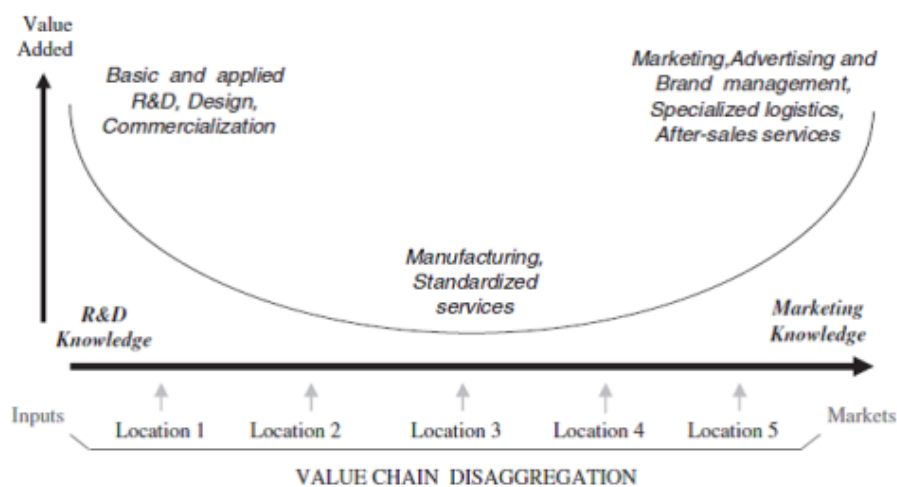 Value
Added
Basic and applied
R&D, Design,
Commercialization
Marketing,Advertising and
Brand management,
Specialized logistics,
After-sales services
Manufacturing,
Standardized
services
R&D
Knowledge
Marketing
Knowledge
Inputs
Location 1
Location 2
Location 3
Location 4
Location 5
Markets
VALUE CHAIN DISAGGREGATION